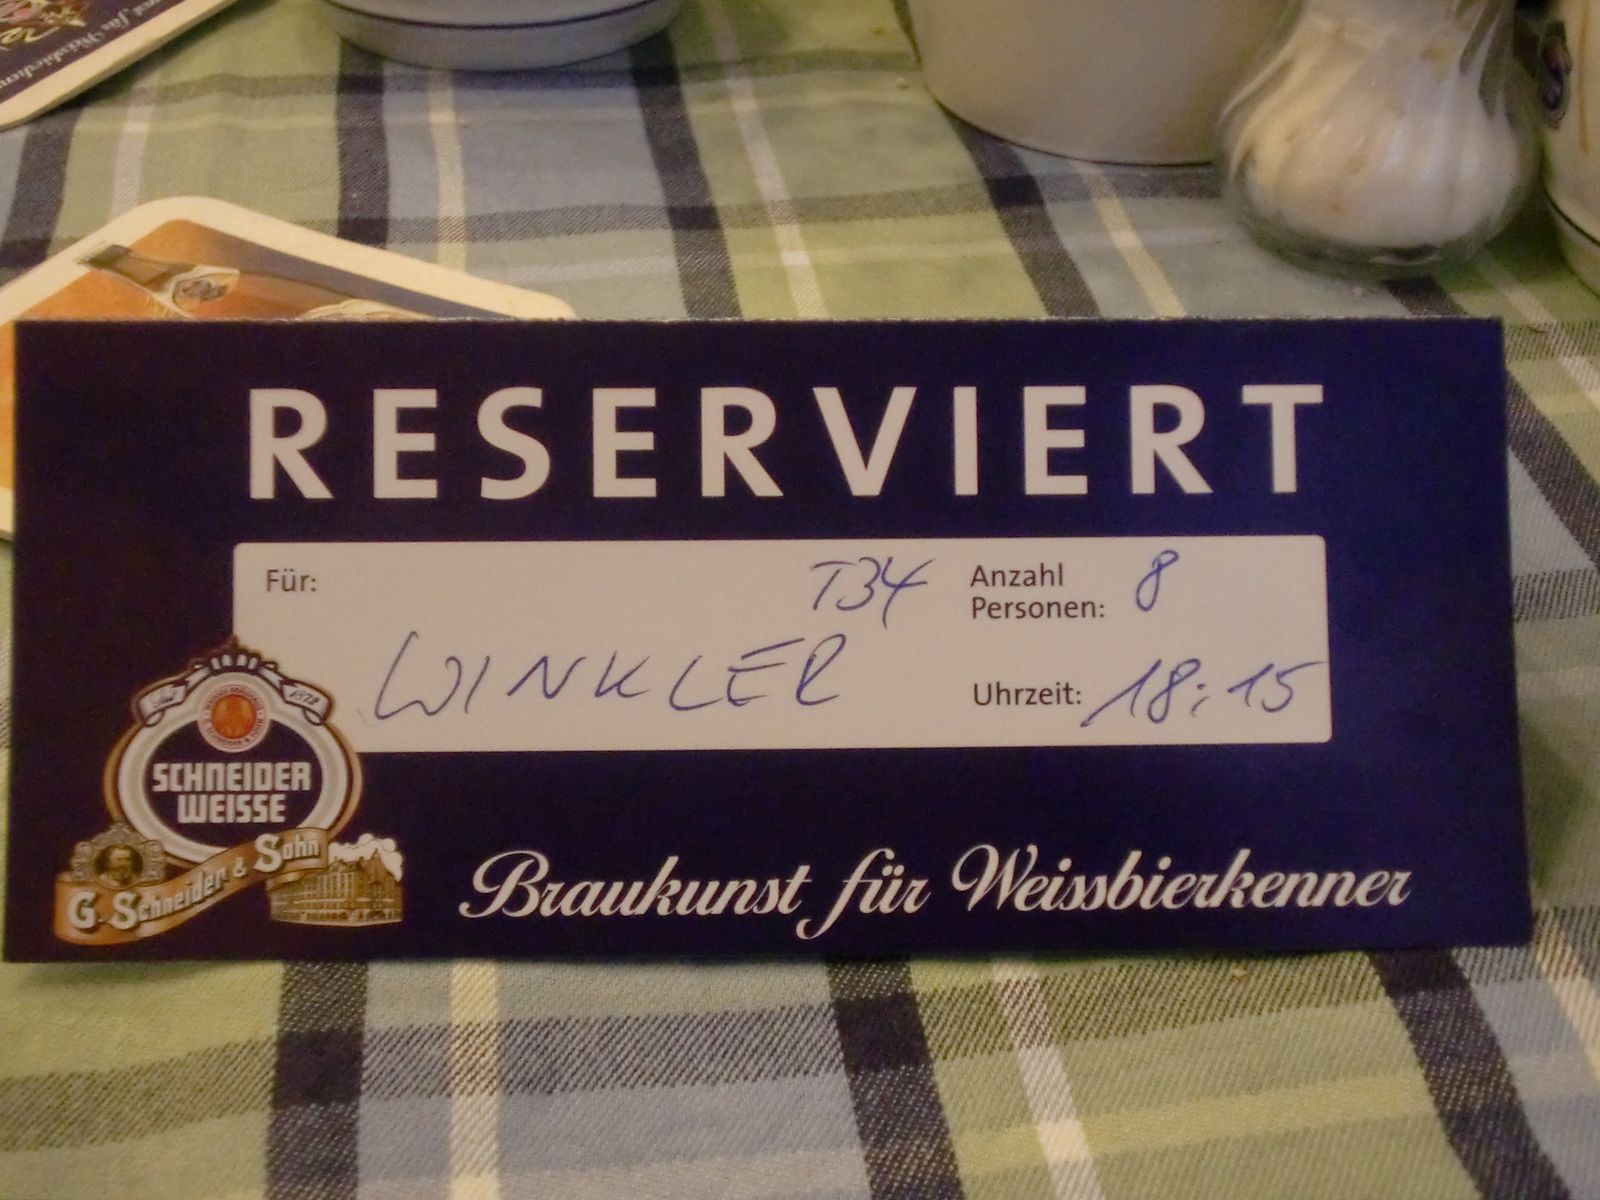 RESERVIERT
Für:
T34
Anzahl
Personen: 8
WINKLER
Uhrzeit: 18:15
SCHNEIDER
WEISSE
G. Schneider & Sohn
Braukunst für Weissbierkenner